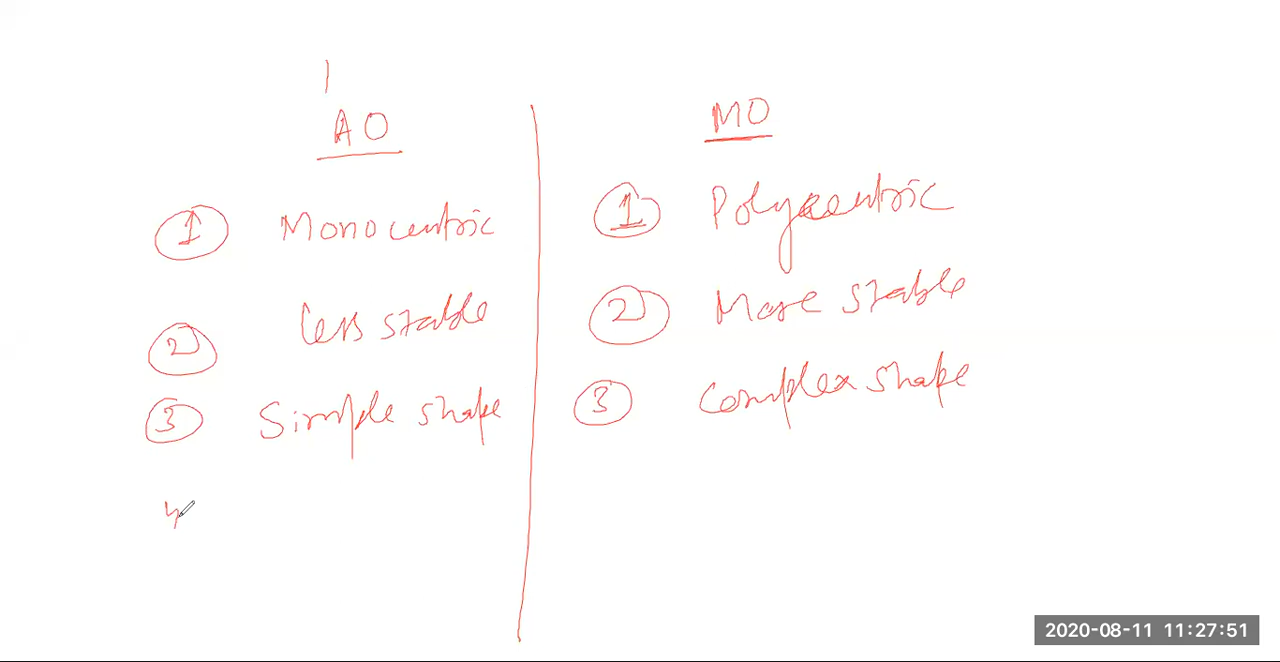 AO
MO
1 Monocentric
1 Polycentric
2 less stable
2 More stable
3 Simple shape
3 Complex shape
4
2020-08-11 11:27:51